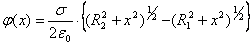 φ(x) = σ/2ε₀ · {(R₂² + x²)^½ − (R₁² + x²)^½}